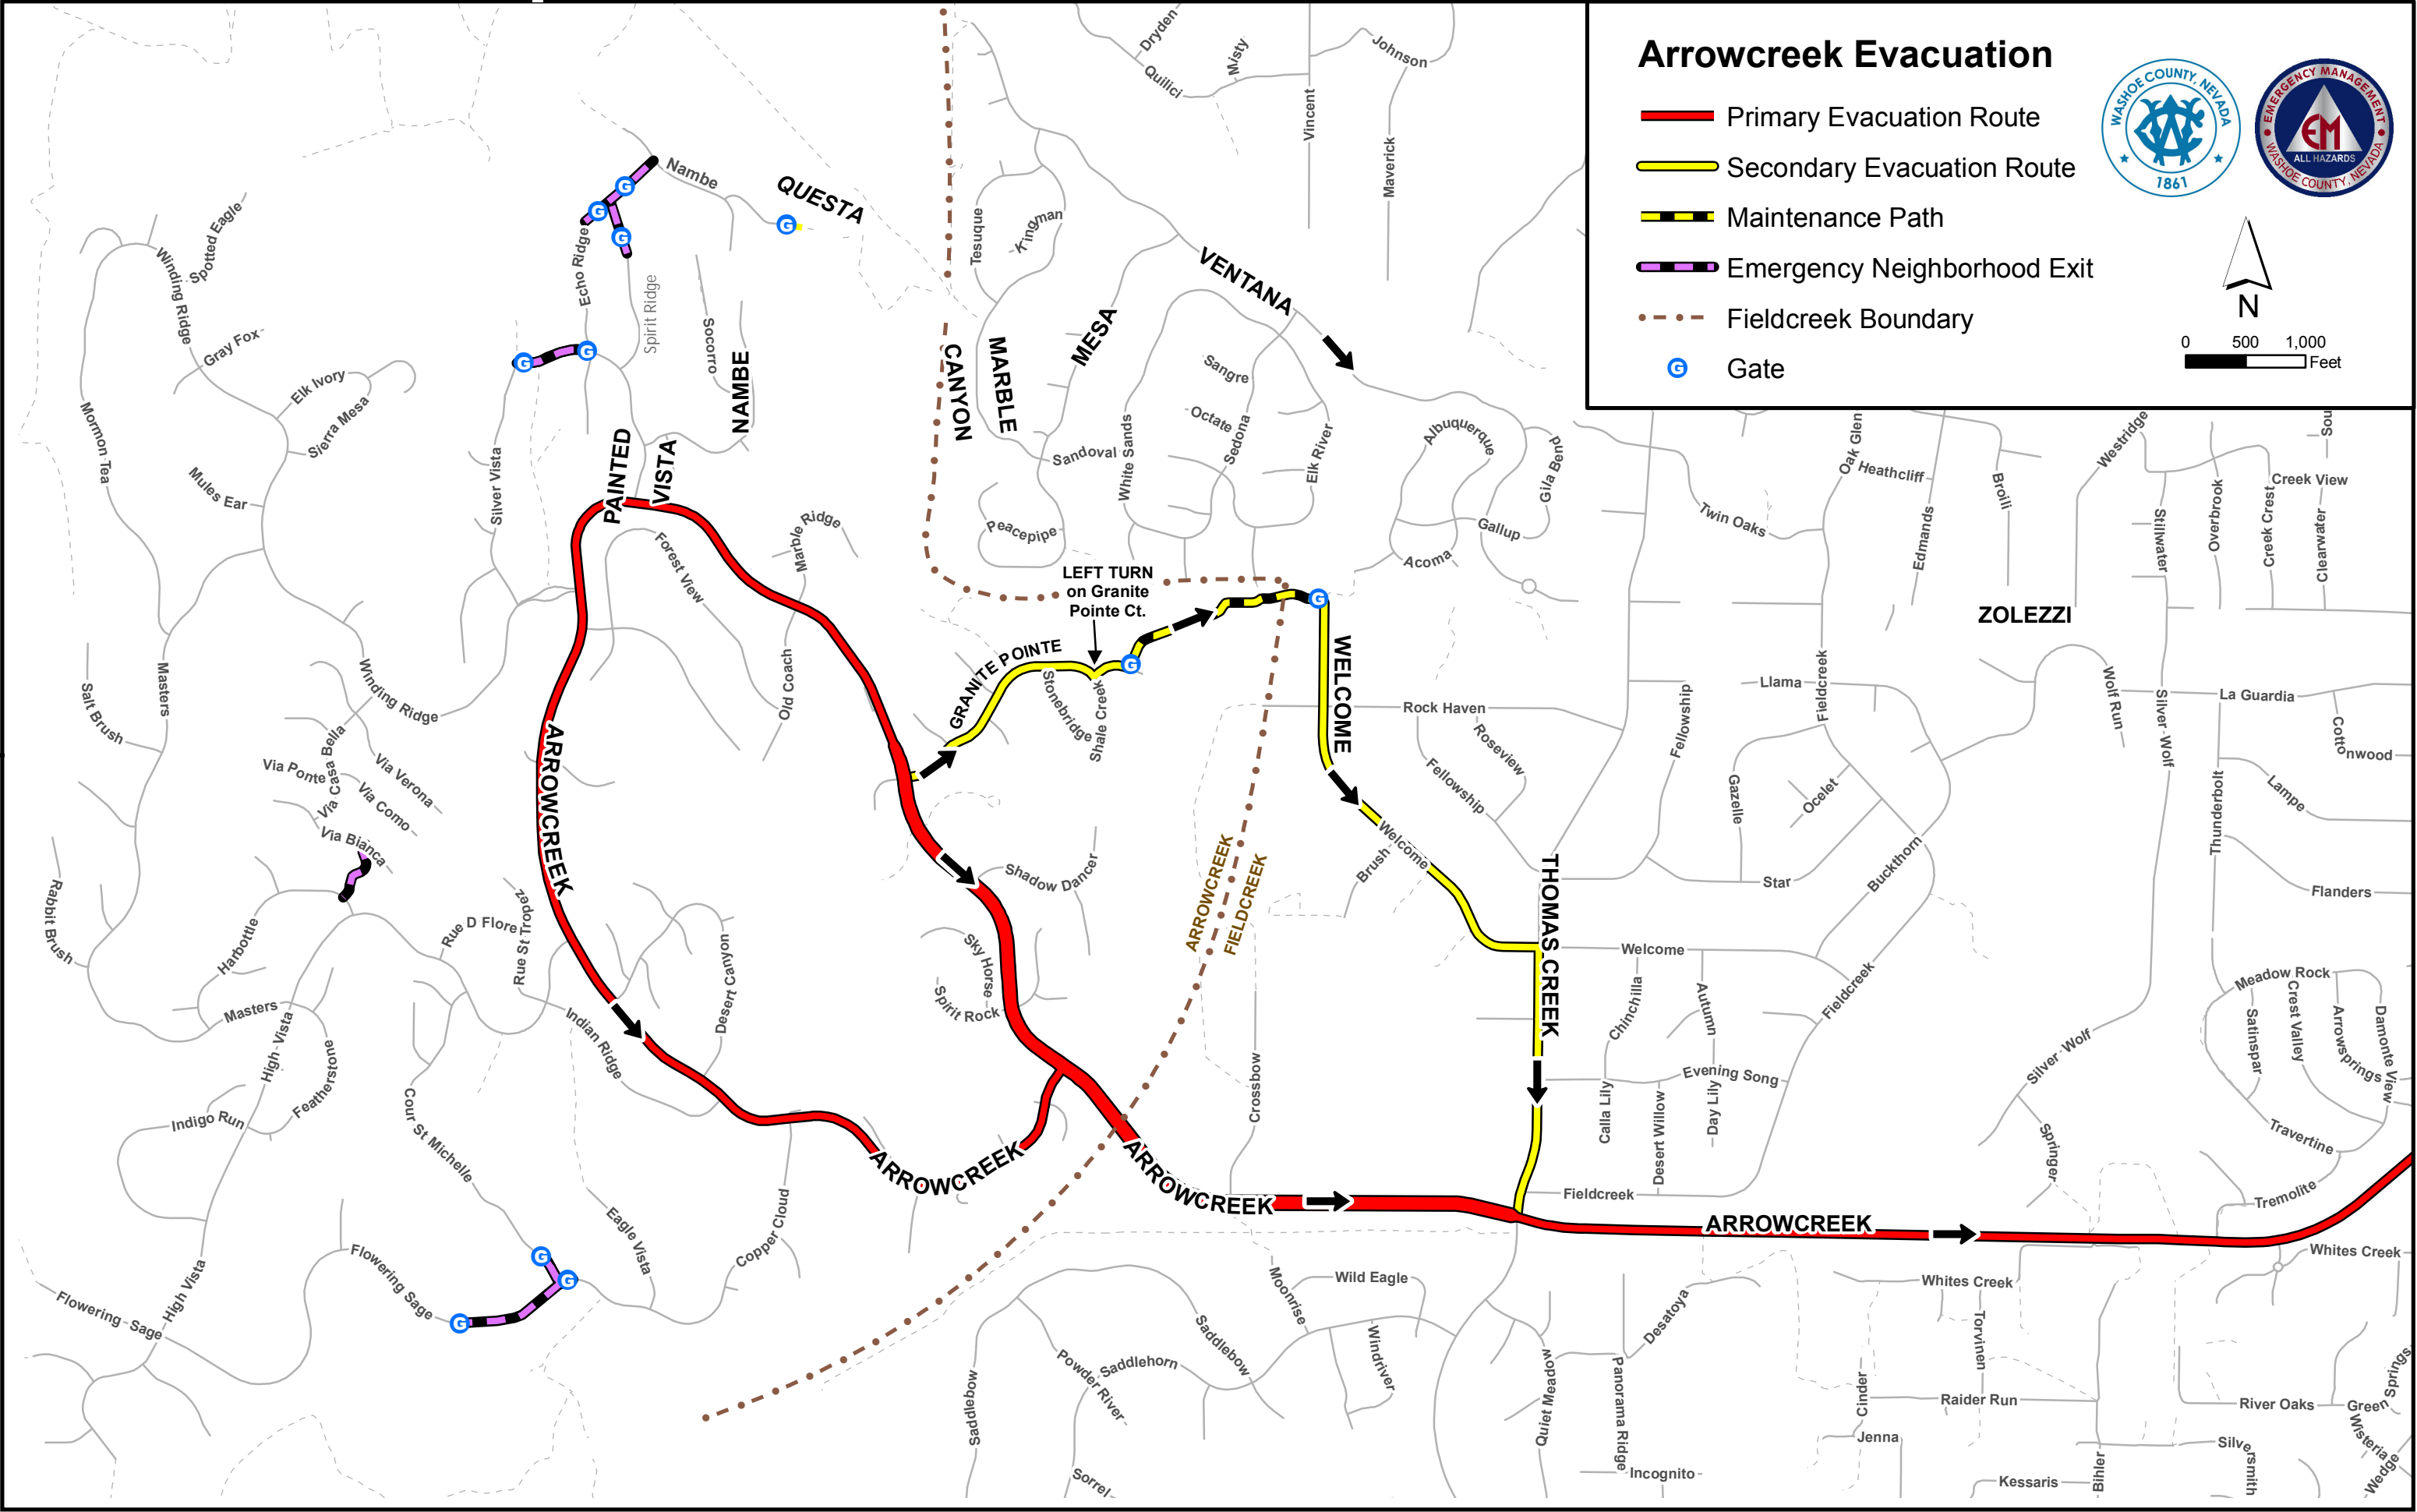 Arrowcreek Evacuation
Primary Evacuation Route
Secondary Evacuation Route
Maintenance Path
Emergency Neighborhood Exit
Fieldcreek Boundary
G
Gate
WASHOE COUNTY, NEVADA
1861
EMERGENCY MANAGEMENT
EM
ALL HAZARDS
WASHOE COUNTY, NEVADA
N
0 500 1,000
Feet
Dryden
Quilici
Misty
Vincent
Johnson
Maverick
Nambe
QUESTA
G
G
G
G
Echo Ridge
Spirit Ridge
Socorro
NAMBE
Spotted Eagle
Winding Ridge
Gray Fox
Elk Ivory
Sierra Mesa
Mormon Tea
Mules Ear
G
G
Silver Vista
PAINTED
VISTA
Tesuque
Kingman
VENTANA
CANYON
MARBLE
MESA
Sandoval
White Sands
Sangre
Octate
Sedona
Elk River
Peacepipe
Albuquerque
Gila Bend
Gallup
Acoma
Twin Oaks
Oak Glen
Heathcliff
Edmands
Broili
Westridge
Stillwater
Overbrook
Creek Crest
Creek View
Clearwater
Sou
ZOLEZZI
Forest View
Marble Ridge
Old Coach
LEFT TURN
on Granite
Pointe Ct.
GRANITE POINTE
Stonebridge
Shale Creek
G
G
WELCOME
Rock Haven
Roseview
Fellowship
Fellowship
Llama
Fieldcreek
Gazelle
Ocelet
Star
Buckthorn
Wolf Run
Silver Wolf
La Guardia
Cottonwood
Lampe
Thunderbolt
Flanders
Masters
Salt Brush
Winding Ridge
Via Casa Bella
Via Ponte
Via Verona
Via Como
Via Bianca
Rabbit Brush
Harbottle
Rue D Flore
Rue St Tropez
Masters
High Vista
Featherstone
Indigo Run
Indian Ridge
Desert Canyon
ARROWCREEK
Shadow Dancer
Sky Horse
Spirit Rock
ARROWCREEK
FIELDCREEK
Welcome
Brush
THOMAS CREEK
Welcome
Chinchilla
Autumn
Fieldcreek
Evening Song
Calla Lily
Desert Willow
Day Lily
Crossbow
Fieldcreek
Meadow Rock
Satinspar
Crest Valley
Arrowsprings
Damonte View
Silver Wolf
Springer
Travertine
Tremolite
Cour St Michelle
Eagle Vista
Copper Cloud
ARROWCREEK
ARROWCREEK
ARROWCREEK
Whites Creek
Whites Creek
G
G
G
Flowering Sage
Flowering Sage
High Vista
Wild Eagle
Moonrise
Saddlebow
Saddlebow
Saddlehorn
Powder River
Windriver
Sorrel
Quiet Meadow
Desatoya
Panorama Ridge
Incognito
Torvinen
Cinder
Raider Run
Jenna
Kessaris
Bihler
River Oaks
Green Springs
Wisteria
Wedge
Silversmith